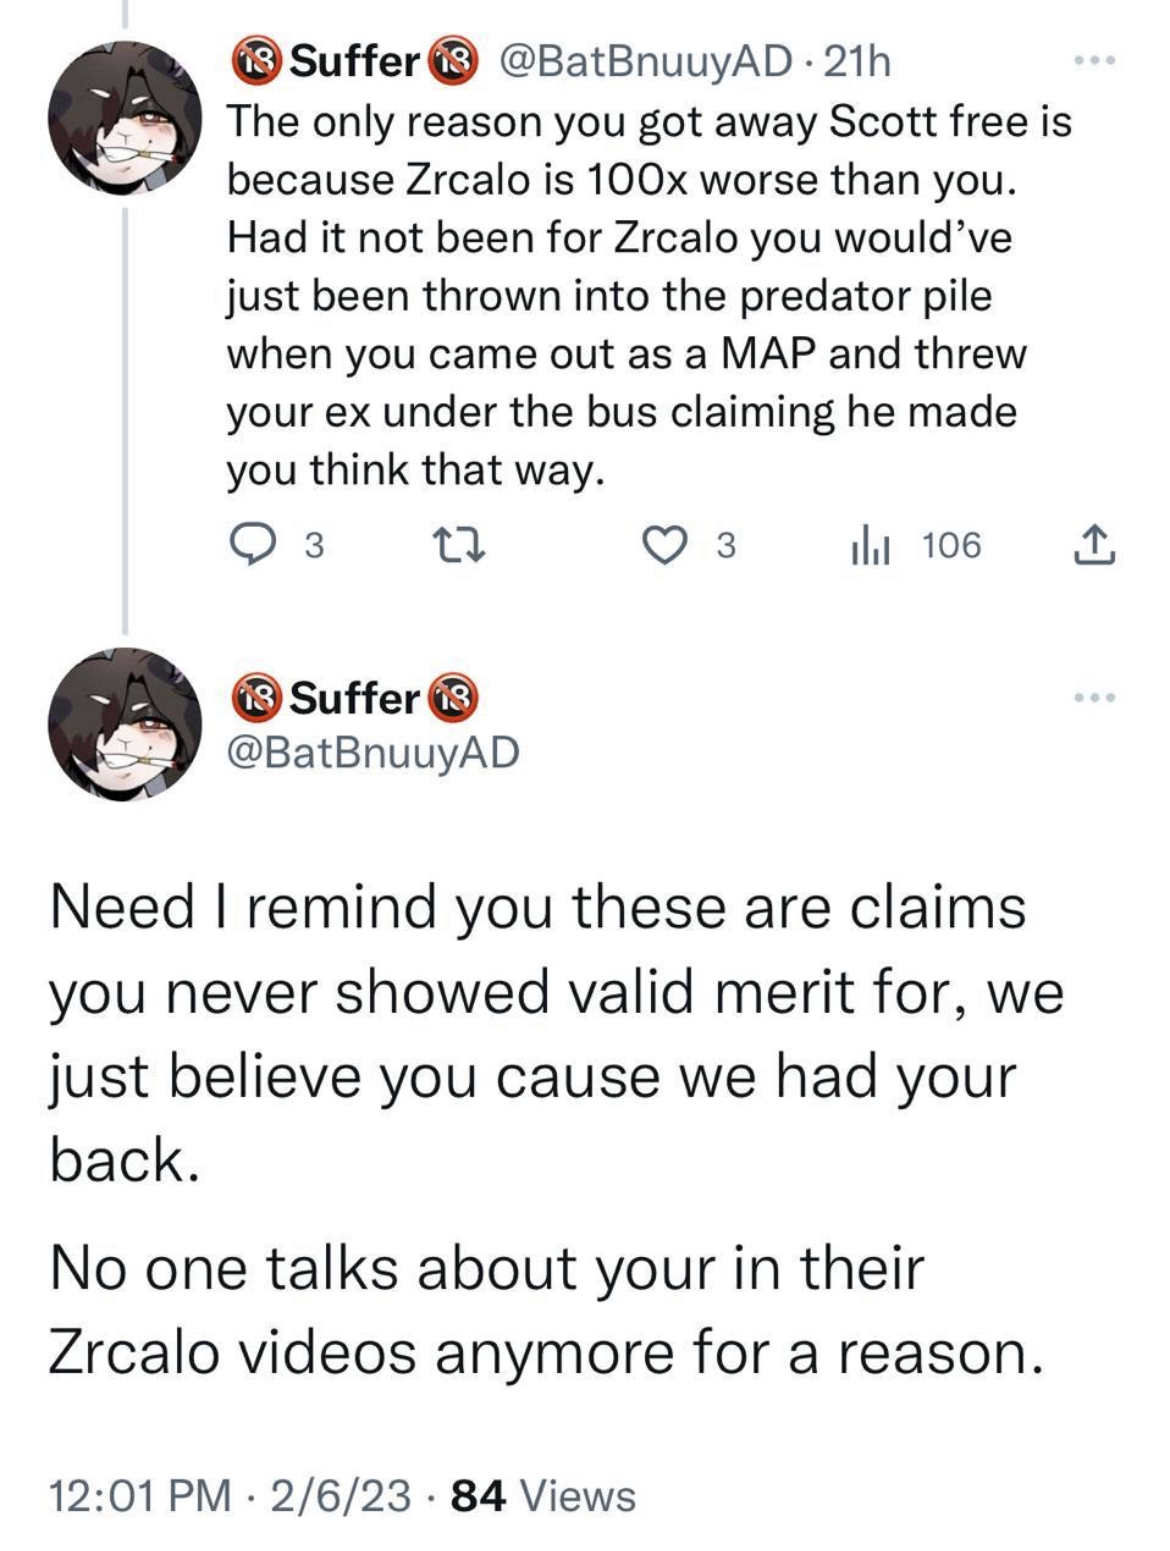 🔞Suffer🔞 @BatBnuuyAD · 21h
The only reason you got away Scott free is
because Zrcalo is 100x worse than you.
Had it not been for Zrcalo you would’ve
just been thrown into the predator pile
when you came out as a MAP and threw
your ex under the bus claiming he made
you think that way.
3 3 106
🔞Suffer🔞
@BatBnuuyAD
Need I remind you these are claims
you never showed valid merit for, we
just believe you cause we had your
back.
No one talks about your in their
Zrcalo videos anymore for a reason.
12:01 PM · 2/6/23 · 84 Views